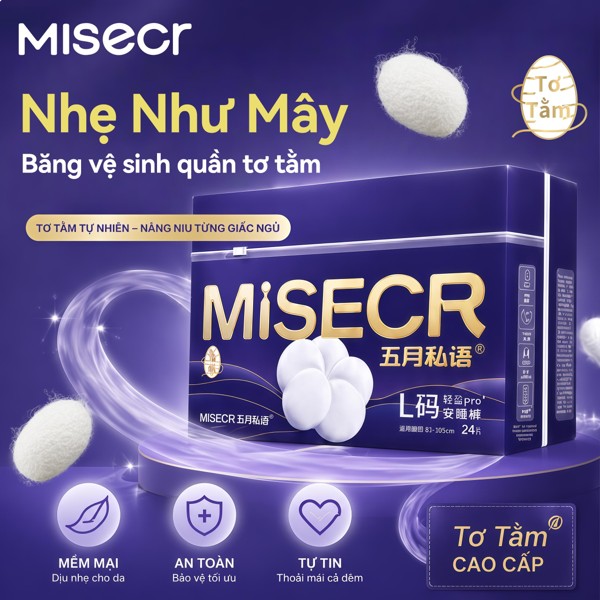 MISECR
Nhẹ Như Mây
Băng vệ sinh quần tơ tằm
TƠ TẰM TỰ NHIÊN – NÂNG NIU TỪNG GIẤC NGỦ
Tơ
Tằm
MiSECR
五月私语®
MISECR 五月私语®
L码
轻盈pro+
安睡裤
24片
MỀM MẠI
Dịu nhẹ cho da
AN TOÀN
Bảo vệ tối ưu
TỰ TIN
Thoải mái cả đêm
Tơ Tằm
CAO CẤP